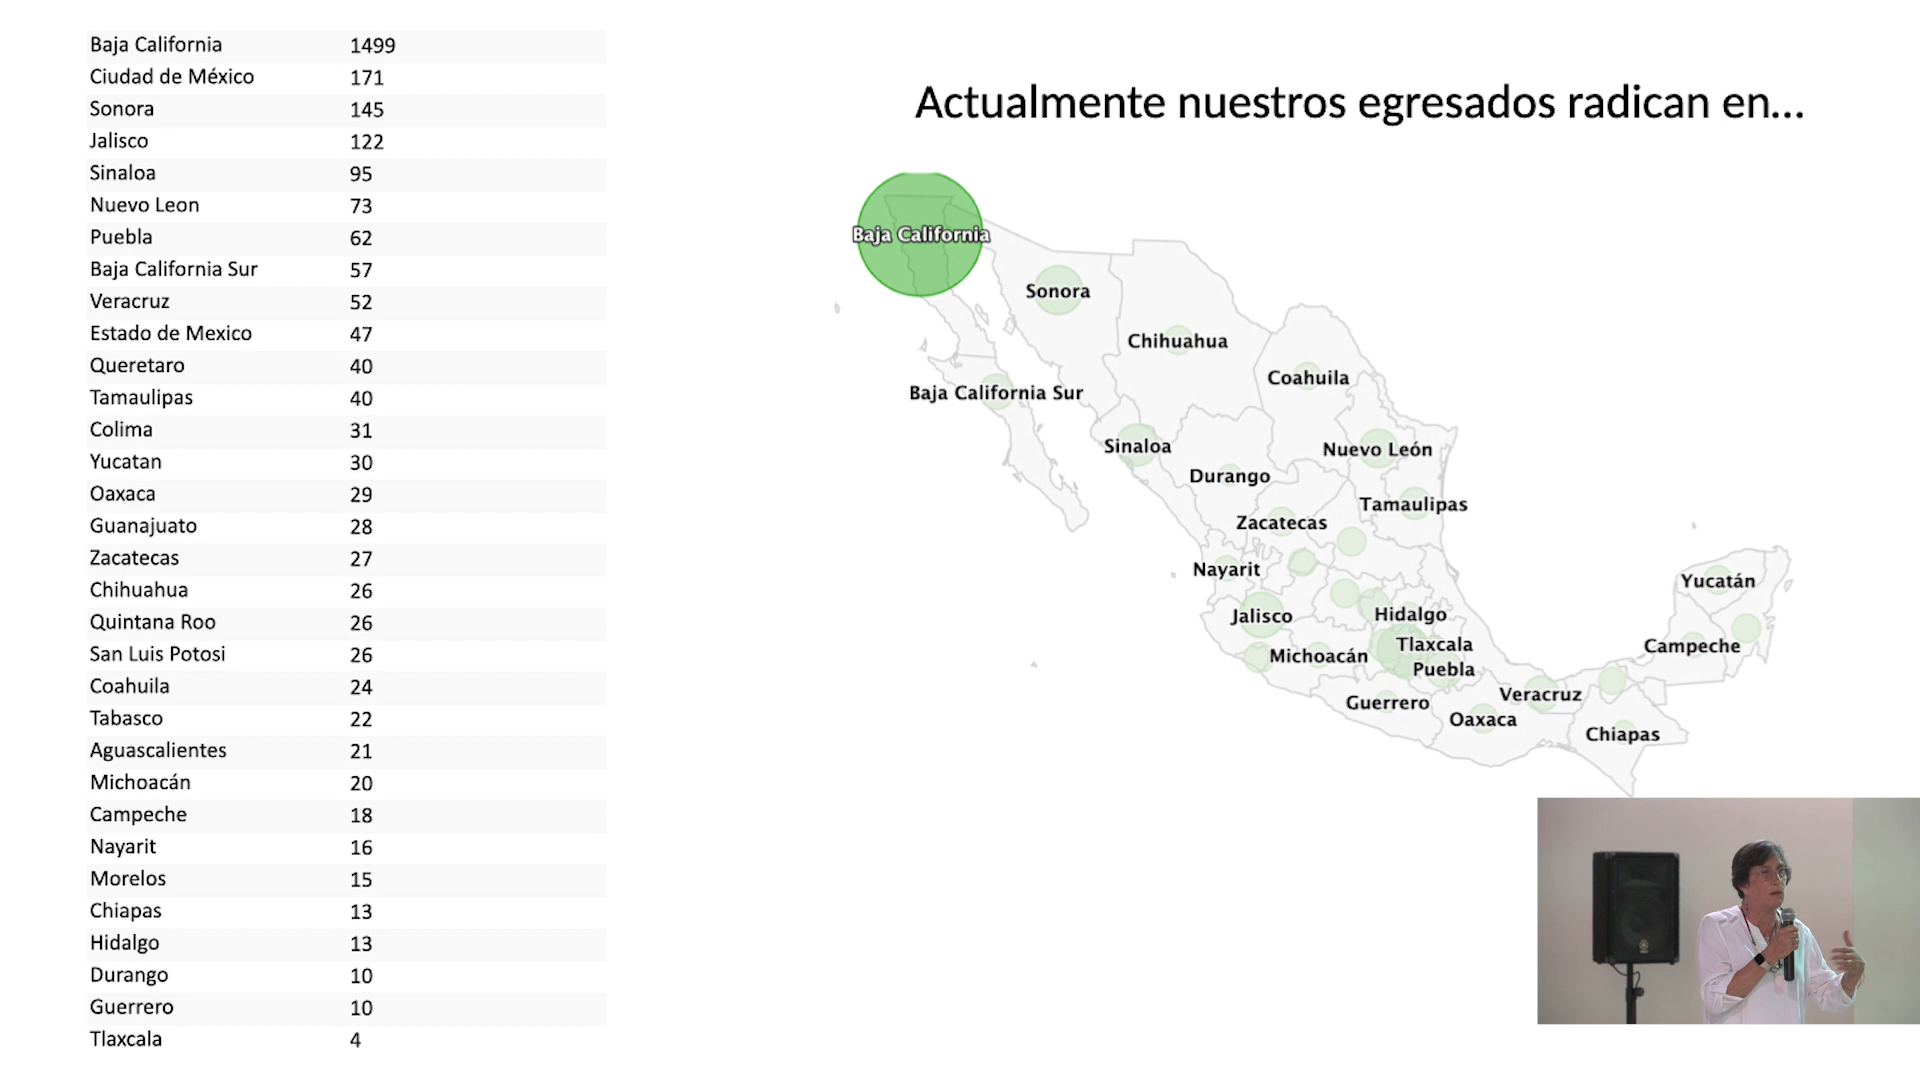 Baja California 1499
Ciudad de México 171
Sonora 145
Jalisco 122
Sinaloa 95
Nuevo Leon 73
Puebla 62
Baja California Sur 57
Veracruz 52
Estado de Mexico 47
Queretaro 40
Tamaulipas 40
Colima 31
Yucatan 30
Oaxaca 29
Guanajuato 28
Zacatecas 27
Chihuahua 26
Quintana Roo 26
San Luis Potosi 26
Coahuila 24
Tabasco 22
Aguascalientes 21
Michoacán 20
Campeche 18
Nayarit 16
Morelos 15
Chiapas 13
Hidalgo 13
Durango 10
Guerrero 10
Tlaxcala 4
Actualmente nuestros egresados radican en...
Baja California
Sonora
Chihuahua
Coahuila
Baja California Sur
Sinaloa
Nuevo León
Durango
Tamaulipas
Zacatecas
Nayarit
Yucatán
Jalisco
Hidalgo
Tlaxcala
Campeche
Michoacán
Puebla
Veracruz
Guerrero
Oaxaca
Chiapas